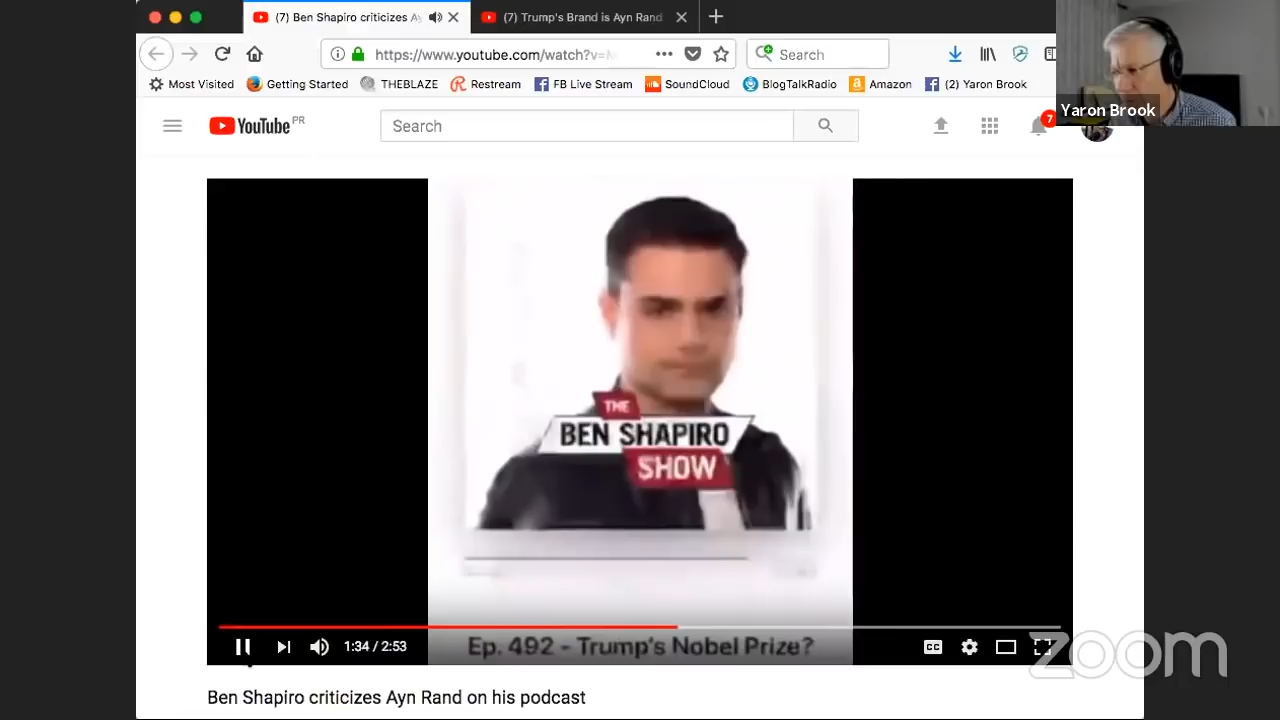 (7) Ben Shapiro criticizes Ay
(7) Trump's Brand is Ayn Rand
https://www.youtube.com/watch?v=
Search
Most Visited
Getting Started
THEBLAZE
Restream
FB Live Stream
SoundCloud
BlogTalkRadio
Amazon
(2) Yaron Brook
Yaron Brook
YouTube PR
Search
7
THE
BEN SHAPIRO
SHOW
1:34 / 2:53
Ep. 492 - Trump's Nobel Prize?
CC
zoom
Ben Shapiro criticizes Ayn Rand on his podcast